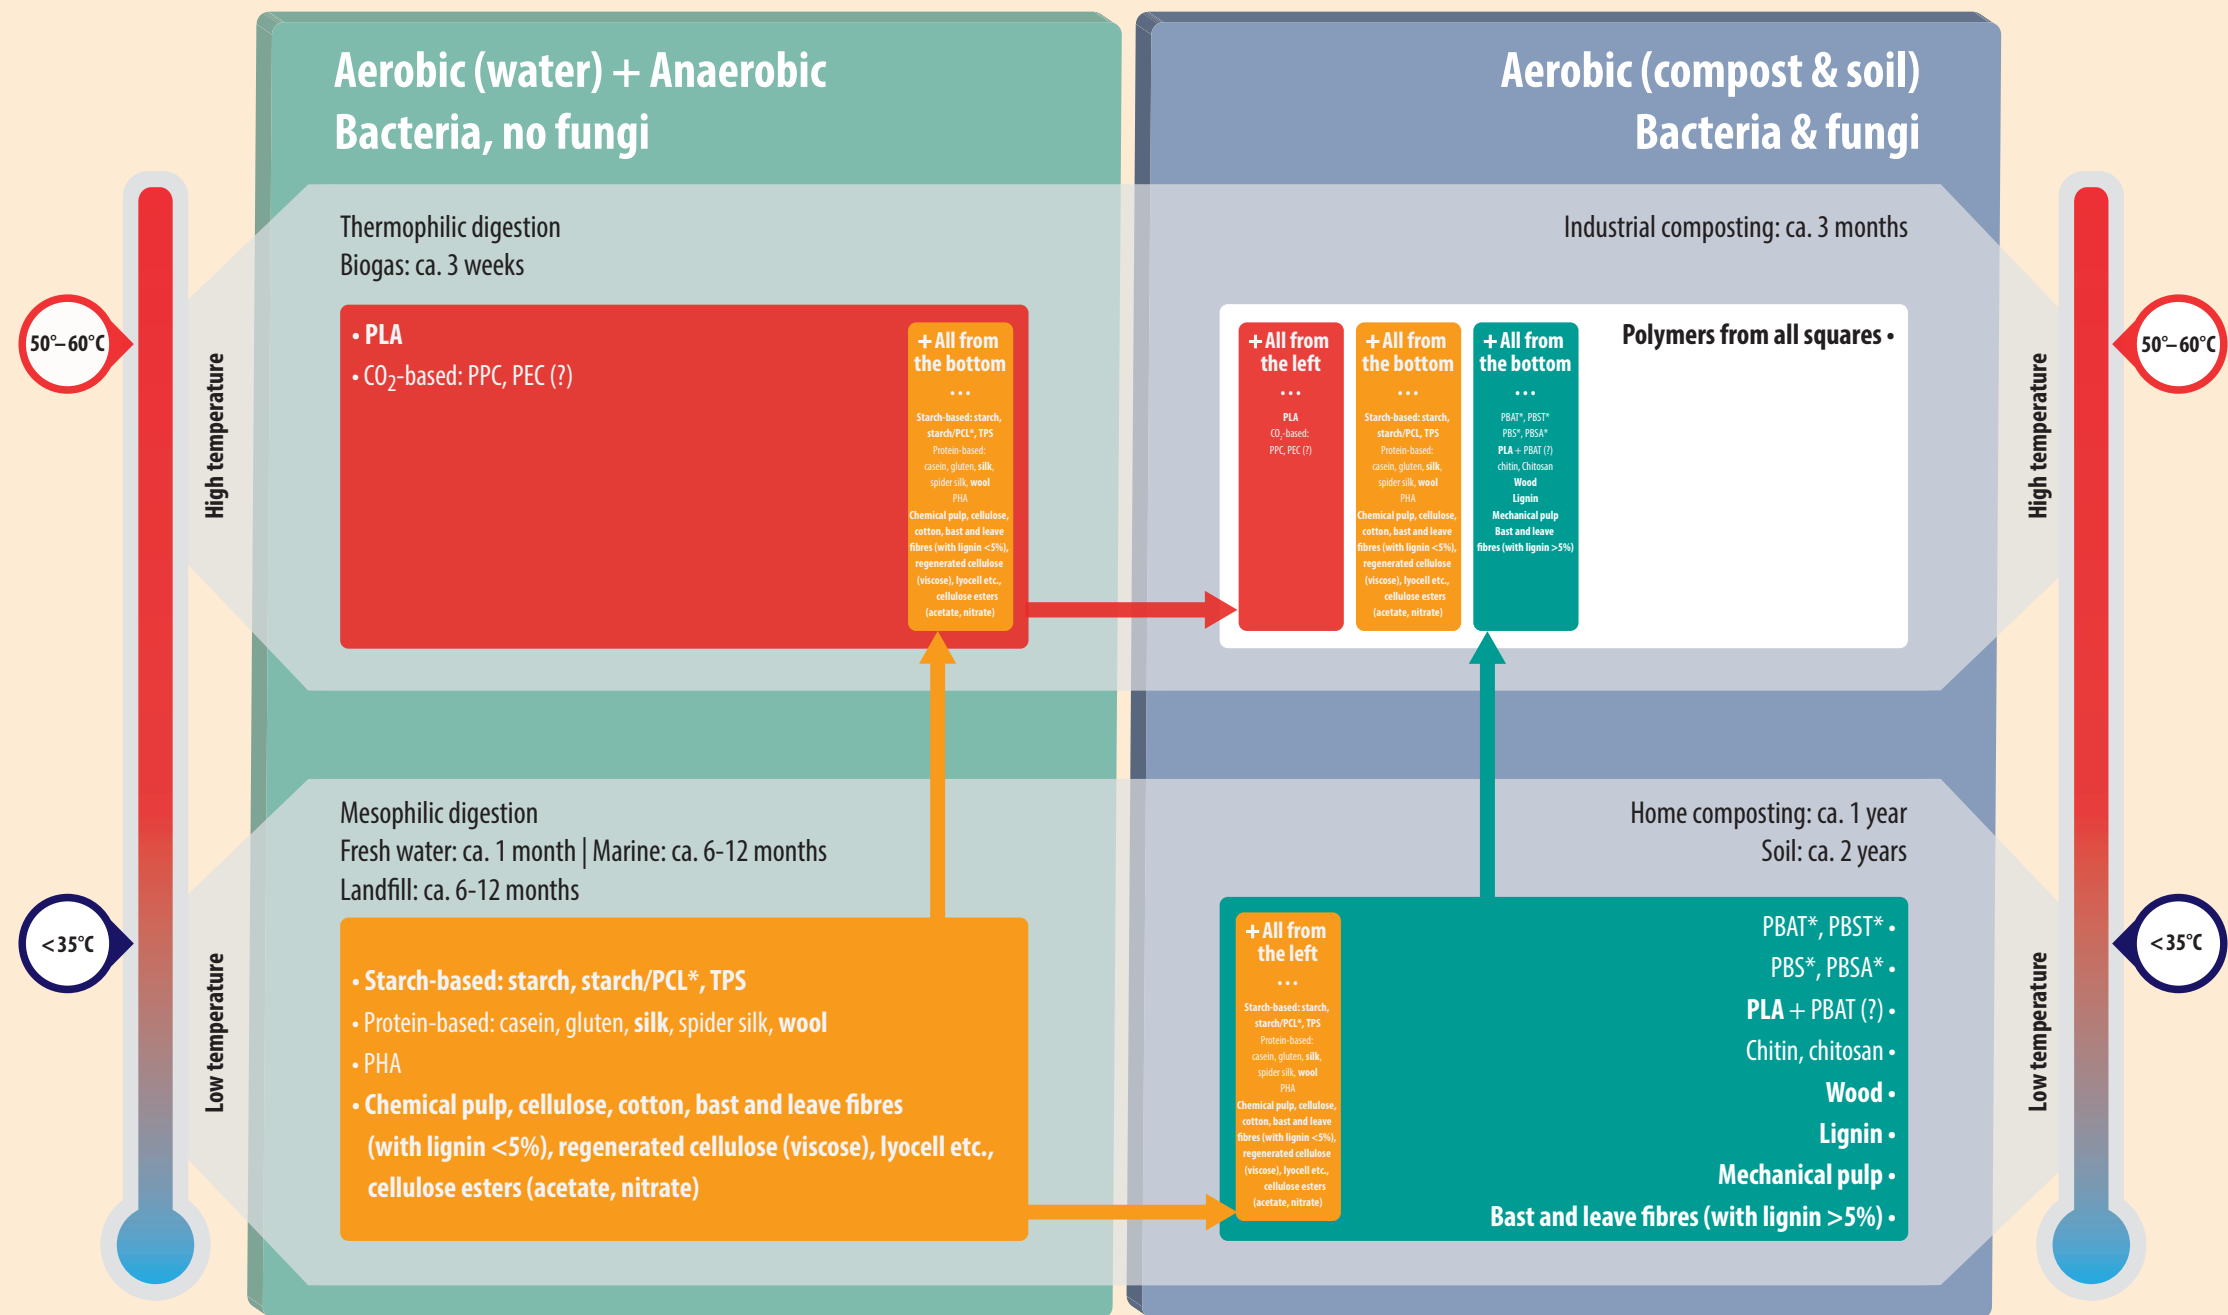 Aerobic (water) + Anaerobic
Bacteria, no fungi
Aerobic (compost & soil)
Bacteria & fungi
50°–60°C
High temperature
Thermophilic digestion
Biogas: ca. 3 weeks
• PLA
• CO2-based: PPC, PEC (?)
+ All from
the bottom
...
Starch-based: starch,
starch/PCL*, TPS
Protein-based:
casein, gluten, silk,
spider silk, wool
PHA
Chemical pulp, cellulose,
cotton, bast and leave
fibres (with lignin <5%),
regenerated cellulose
(viscose), lyocell etc.,
cellulose esters
(acetate, nitrate)
Industrial composting: ca. 3 months
+ All from
the left
...
PLA
CO2-based:
PPC, PEC (?)
+ All from
the bottom
...
Starch-based: starch,
starch/PCL, TPS
Protein-based:
casein, gluten, silk,
spider silk, wool
PHA
Chemical pulp, cellulose,
cotton, bast and leave
fibres (with lignin <5%),
regenerated cellulose
(viscose), lyocell etc.,
cellulose esters
(acetate, nitrate)
+ All from
the bottom
...
PBAT*, PBST*
PBS*, PBSA*
PLA + PBAT (?)
chitin, Chitosan
Wood
Lignin
Mechanical pulp
Bast and leave
fibres (with lignin >5%)
Polymers from all squares •
50°–60°C
High temperature
<35°C
Low temperature
Mesophilic digestion
Fresh water: ca. 1 month | Marine: ca. 6-12 months
Landfill: ca. 6-12 months
• Starch-based: starch, starch/PCL*, TPS
• Protein-based: casein, gluten, silk, spider silk, wool
• PHA
• Chemical pulp, cellulose, cotton, bast and leave fibres
(with lignin <5%), regenerated cellulose (viscose), lyocell etc.,
cellulose esters (acetate, nitrate)
Home composting: ca. 1 year
Soil: ca. 2 years
+ All from
the left
...
Starch-based: starch,
starch/PCL*, TPS
Protein-based:
casein, gluten, silk,
spider silk, wool
PHA
Chemical pulp, cellulose,
cotton, bast and leave
fibres (with lignin <5%),
regenerated cellulose
(viscose), lyocell etc.,
cellulose esters
(acetate, nitrate)
PBAT*, PBST* •
PBS*, PBSA* •
PLA + PBAT (?) •
Chitin, chitosan •
Wood •
Lignin •
Mechanical pulp •
Bast and leave fibres (with lignin >5%) •
<35°C
Low temperature